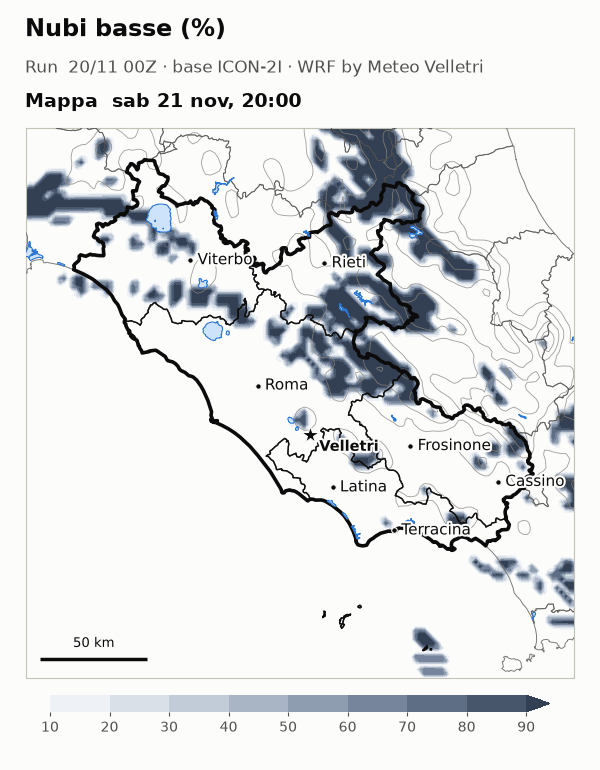 Nubi basse (%)
Run  20/11 00Z · base ICON-2I · WRF by Meteo Velletri
Mappa  sab 21 nov, 20:00
Viterbo
Rieti
Roma
Velletri
Frosinone
Cassino
Latina
Terracina
50 km
10 20 30 40 50 60 70 80 90